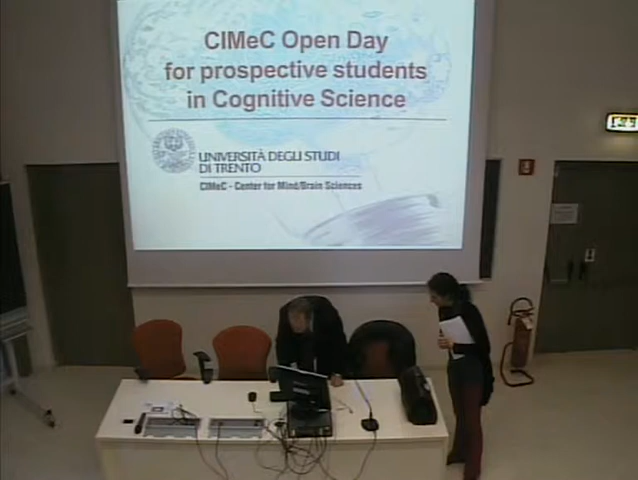 CIMeC Open Day
for prospective students
in Cognitive Science
UNIVERSITÀ DEGLI STUDI
DI TRENTO
CIMeC - Center for Mind/Brain Sciences